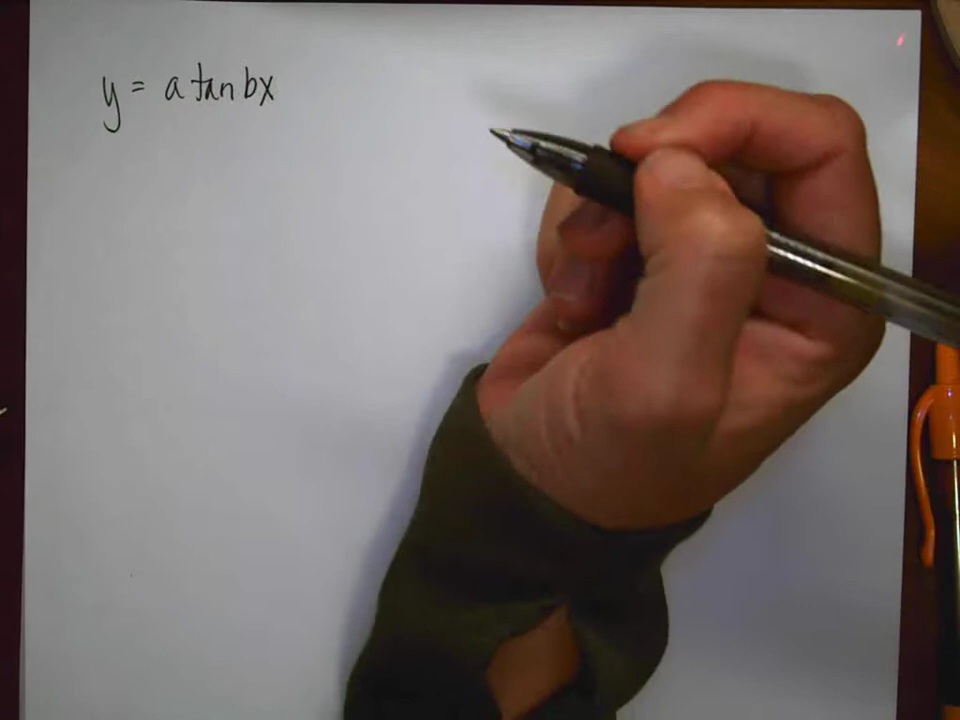 y = a tan bx